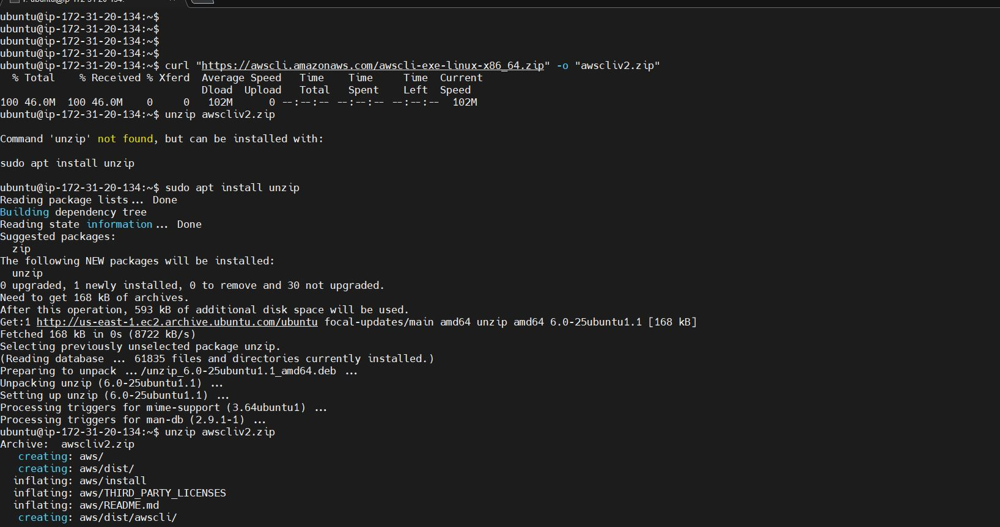 ubuntu@ip-172-31-20-134:~$
ubuntu@ip-172-31-20-134:~$
ubuntu@ip-172-31-20-134:~$
ubuntu@ip-172-31-20-134:~$
ubuntu@ip-172-31-20-134:~$ curl "https://awscli.amazonaws.com/awscli-exe-linux-x86_64.zip" -o "awscliv2.zip"
  % Total    % Received % Xferd  Average Speed   Time    Time     Time  Current
                                 Dload  Upload   Total   Spent    Left  Speed
100 46.0M  100 46.0M    0     0   102M      0 --:--:-- --:--:-- --:--:--  102M
ubuntu@ip-172-31-20-134:~$ unzip awscliv2.zip
Command 'unzip' not found, but can be installed with:
sudo apt install unzip
ubuntu@ip-172-31-20-134:~$ sudo apt install unzip
Reading package lists... Done
Building dependency tree
Reading state information... Done
Suggested packages:
  zip
The following NEW packages will be installed:
  unzip
0 upgraded, 1 newly installed, 0 to remove and 30 not upgraded.
Need to get 168 kB of archives.
After this operation, 593 kB of additional disk space will be used.
Get:1 http://us-east-1.ec2.archive.ubuntu.com/ubuntu focal-updates/main amd64 unzip amd64 6.0-25ubuntu1.1 [168 kB]
Fetched 168 kB in 0s (8722 kB/s)
Selecting previously unselected package unzip.
(Reading database ... 61835 files and directories currently installed.)
Preparing to unpack .../unzip_6.0-25ubuntu1.1_amd64.deb ...
Unpacking unzip (6.0-25ubuntu1.1) ...
Setting up unzip (6.0-25ubuntu1.1) ...
Processing triggers for mime-support (3.64ubuntu1) ...
Processing triggers for man-db (2.9.1-1) ...
ubuntu@ip-172-31-20-134:~$ unzip awscliv2.zip
Archive:  awscliv2.zip
   creating: aws/
   creating: aws/dist/
  inflating: aws/install
  inflating: aws/THIRD_PARTY_LICENSES
  inflating: aws/README.md
   creating: aws/dist/awscli/